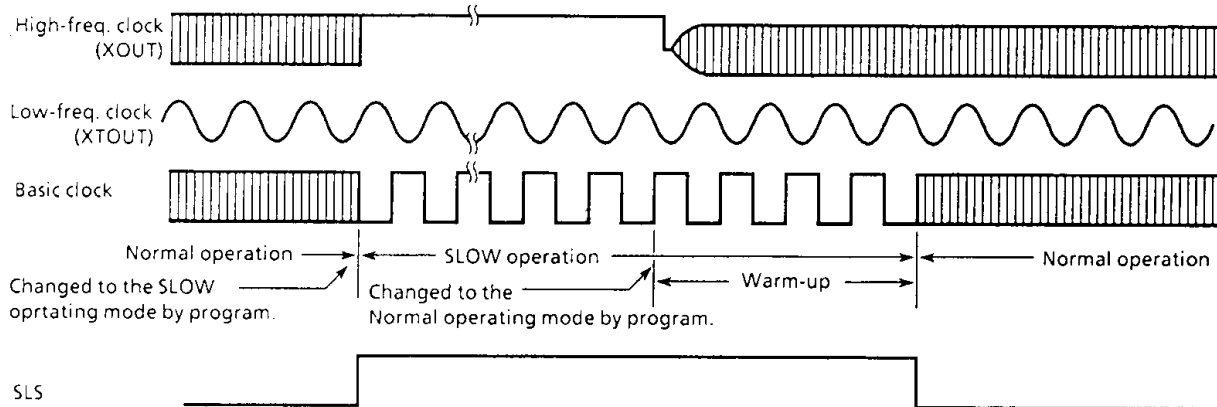 High-freq. clock
(XOUT)
Low-freq. clock
(XTOUT)
Basic clock
Normal operation
SLOW operation
Normal operation
Changed to the SLOW
oprtating mode by program.
Changed to the
Normal operating mode by program.
Warm-up
SLS